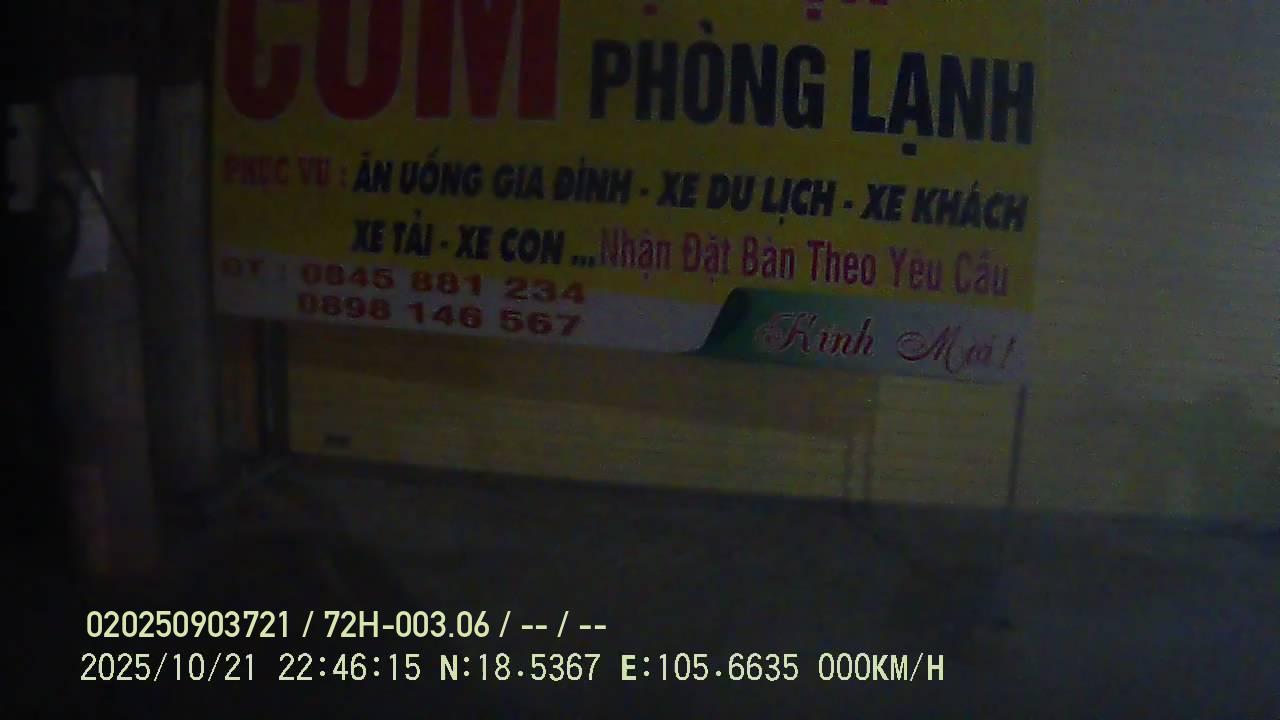 CƠM
PHÒNG LẠNH
PHỤC VỤ : ĂN UỐNG GIA ĐÌNH - XE DU LỊCH - XE KHÁCH
XE TẢI - XE CON ...Nhận Đặt Bàn Theo Yêu Cầu
ĐT : 0845 881 234
0898 146 567
Kính Mời!
020250903721 / 72H-003.06 / -- / --
2025/10/21 22:46:15 N:18.5367 E:105.6635 000KM/H